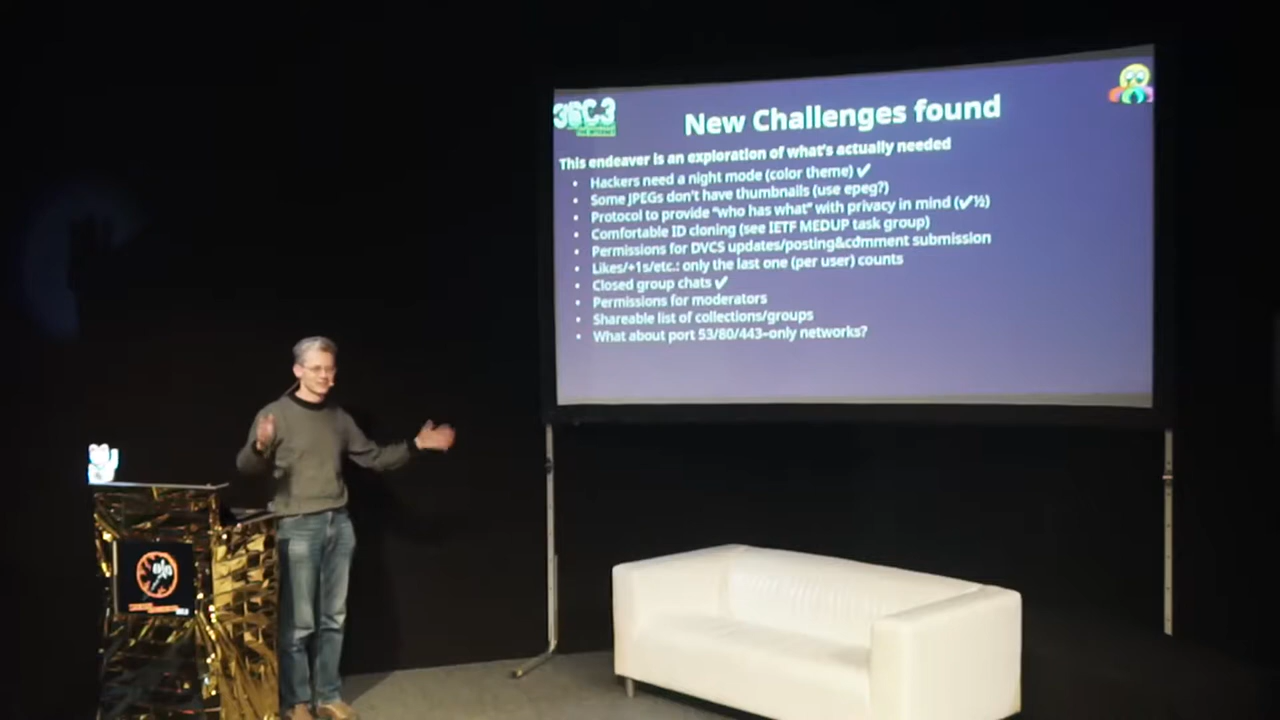 New Challenges found
This endeaver is an exploration of what's actually needed
• Hackers need a night mode (color theme) ✔
• Some JPEGs don't have thumbnails (use epeg?)
• Protocol to provide "who has what" with privacy in mind (✔½)
• Comfortable ID cloning (see IETF MEDUP task group)
• Permissions for DVCS updates/posting&comment submission
• Likes/+1s/etc.: only the last one (per user) counts
• Closed group chats ✔
• Permissions for moderators
• Shareable list of collections/groups
• What about port 53/80/443-only networks?